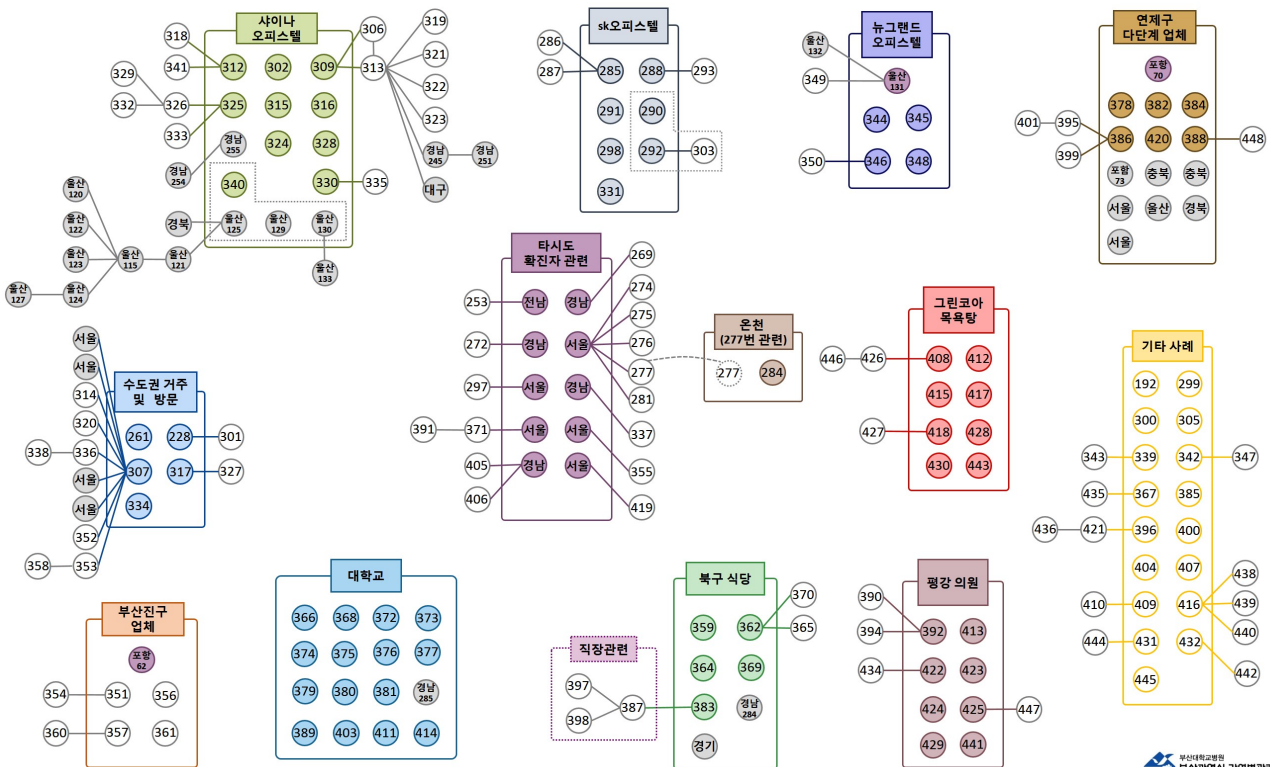 샤이나
오피스텔
318
341
312
302
309
306
313
319
321
322
323
경남
245
경남
251
대구
329
332
326
333
325
315
316
경남
255
324
328
경남
254
340
330
335
울산
120
울산
122
울산
123
울산
127
울산
124
울산
115
울산
121
경북
울산
125
울산
129
울산
130
울산
133
sk오피스텔
286
287
285
288
293
291
290
298
292
303
331
뉴그랜드
오피스텔
울산
132
349
울산
131
344
345
350
346
348
연제구
다단계 업체
포항
70
378
382
384
401
395
399
386
420
388
448
포항
73
충북
충북
서울
울산
경북
서울
타시도
확진자 관련
253
전남
경남
269
274
275
272
경남
서울
276
277
281
297
서울
경남
337
391
371
서울
서울
355
405
406
경남
서울
419
온천
(277번 관련)
277
284
그린코아
목욕탕
446
426
408
412
415
417
427
418
428
430
443
기타 사례
192
299
300
305
343
339
342
347
435
367
385
436
421
396
400
404
407
438
410
409
416
439
440
444
431
432
442
445
수도권 거주
및 방문
서울
서울
314
320
338
336
서울
서울
352
358
353
261
228
301
307
317
327
334
부산진구
업체
포항
62
354
351
356
360
357
361
대학교
366
368
372
373
374
375
376
377
379
380
381
경남
285
389
403
411
414
직장관련
397
398
387
북구 식당
359
362
370
365
364
369
383
경남
284
경기
평강 의원
390
394
392
413
434
422
423
424
425
447
429
441
부산대학교병원